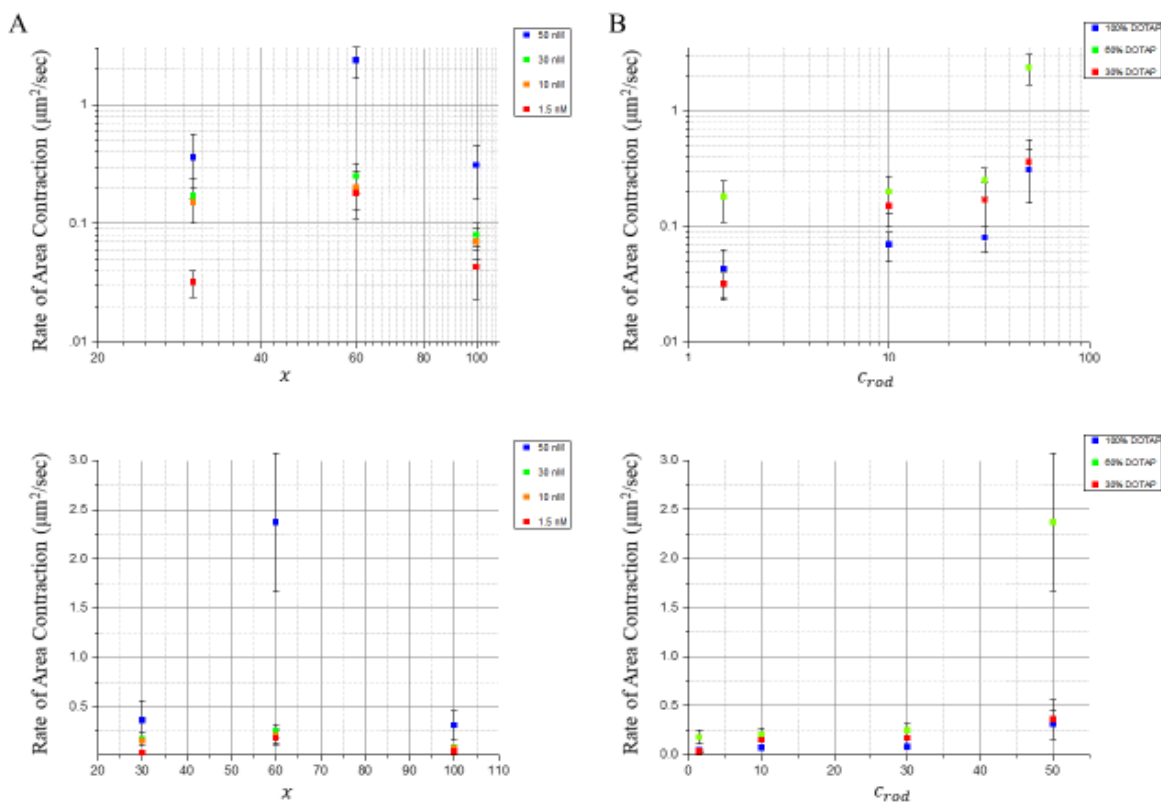 A
Rate of Area Contraction (μm²/sec)
1
0.1
.01
20
40
60
80
100
x
50 nM
30 nM
10 nM
1.5 nM
B
Rate of Area Contraction (μm²/sec)
1
0.1
.01
1
10
100
c_rod
100% DOTAP
60% DOTAP
30% DOTAP
Rate of Area Contraction (μm²/sec)
3.0
2.5
2.0
1.5
1.0
0.5
20 30 40 50 60 70 80 90 100 110
x
50 nM
30 nM
10 nM
1.5 nM
Rate of Area Contraction (μm²/sec)
3.0
2.5
2.0
1.5
1.0
0.5
0.0
0 10 20 30 40 50
c_rod
100% DOTAP
60% DOTAP
30% DOTAP